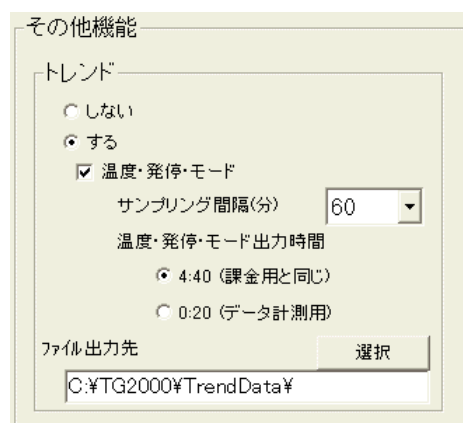 その他機能
トレンド
しない
する
温度・発停・モード
サンプリング間隔(分) 60
温度・発停・モード出力時間
4:40 (課金用と同じ)
0:20 (データ計測用)
ファイル出力先 選択
C:¥TG2000¥TrendData¥